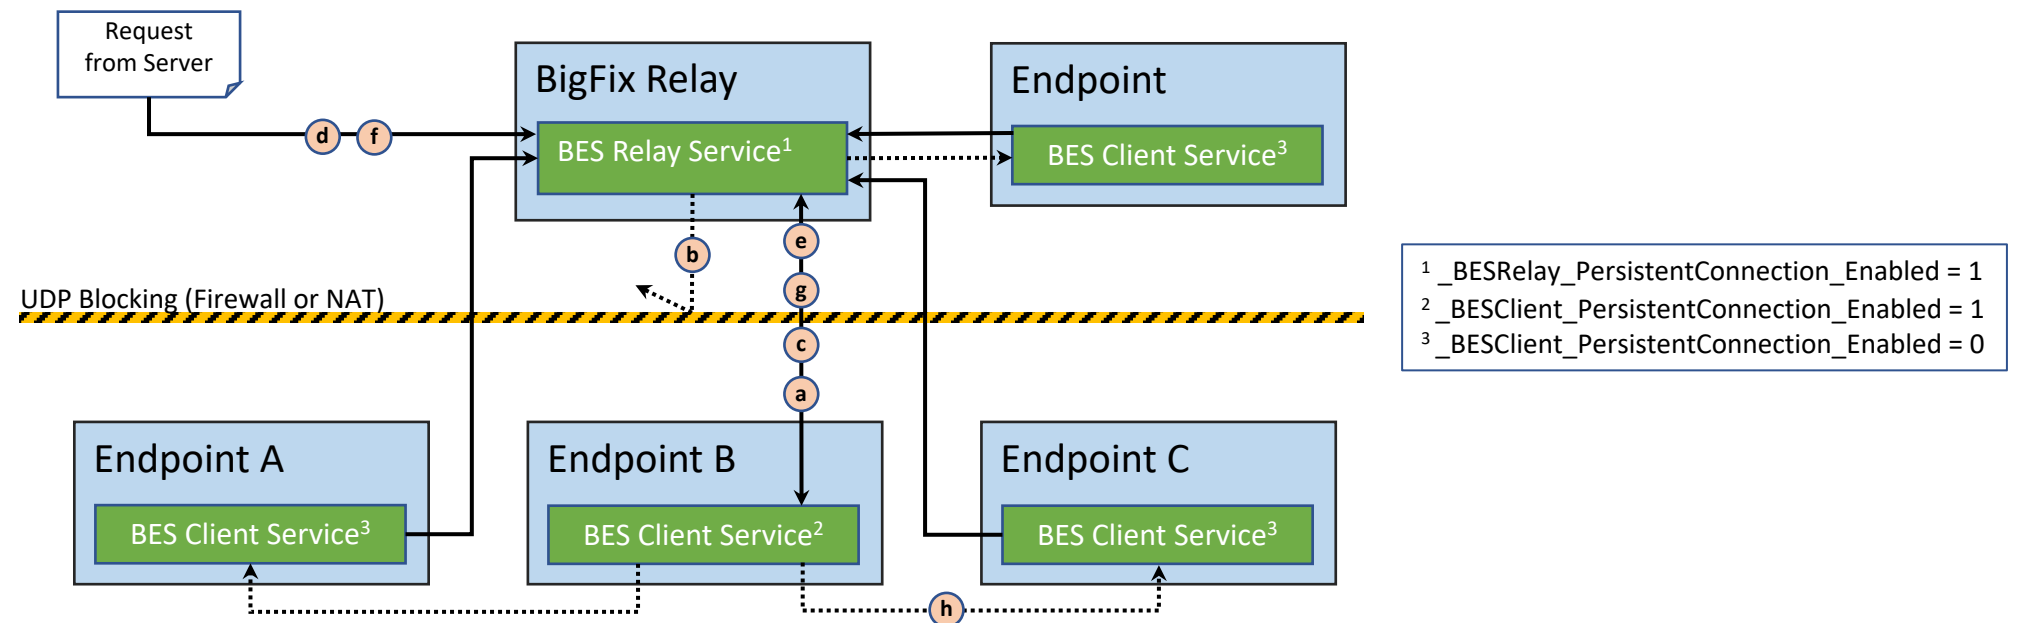 Request
from Server
BigFix Relay
Endpoint
d
f
BES Relay Service¹
BES Client Service³
e
b
g
UDP Blocking (Firewall or NAT)
c
a
¹ _BESRelay_PersistentConnection_Enabled = 1
² _BESClient_PersistentConnection_Enabled = 1
³ _BESClient_PersistentConnection_Enabled = 0
Endpoint A
Endpoint B
Endpoint C
BES Client Service³
BES Client Service²
BES Client Service³
h